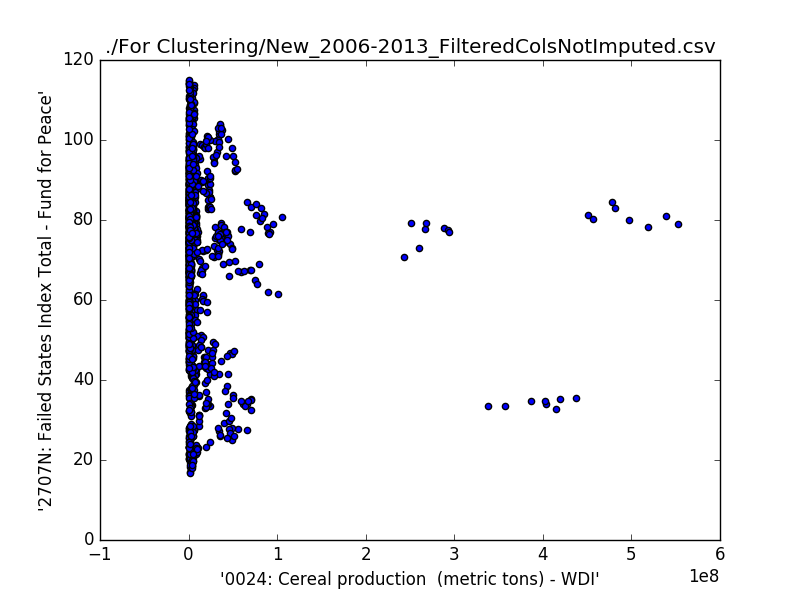 ./For Clustering/New_2006-2013_FilteredColsNotImputed.csv
120
100
80
60
40
20
0
'2707N: Failed States Index Total - Fund for Peace'
−1 0 1 2 3 4 5 6
1e8
'0024: Cereal production  (metric tons) - WDI'